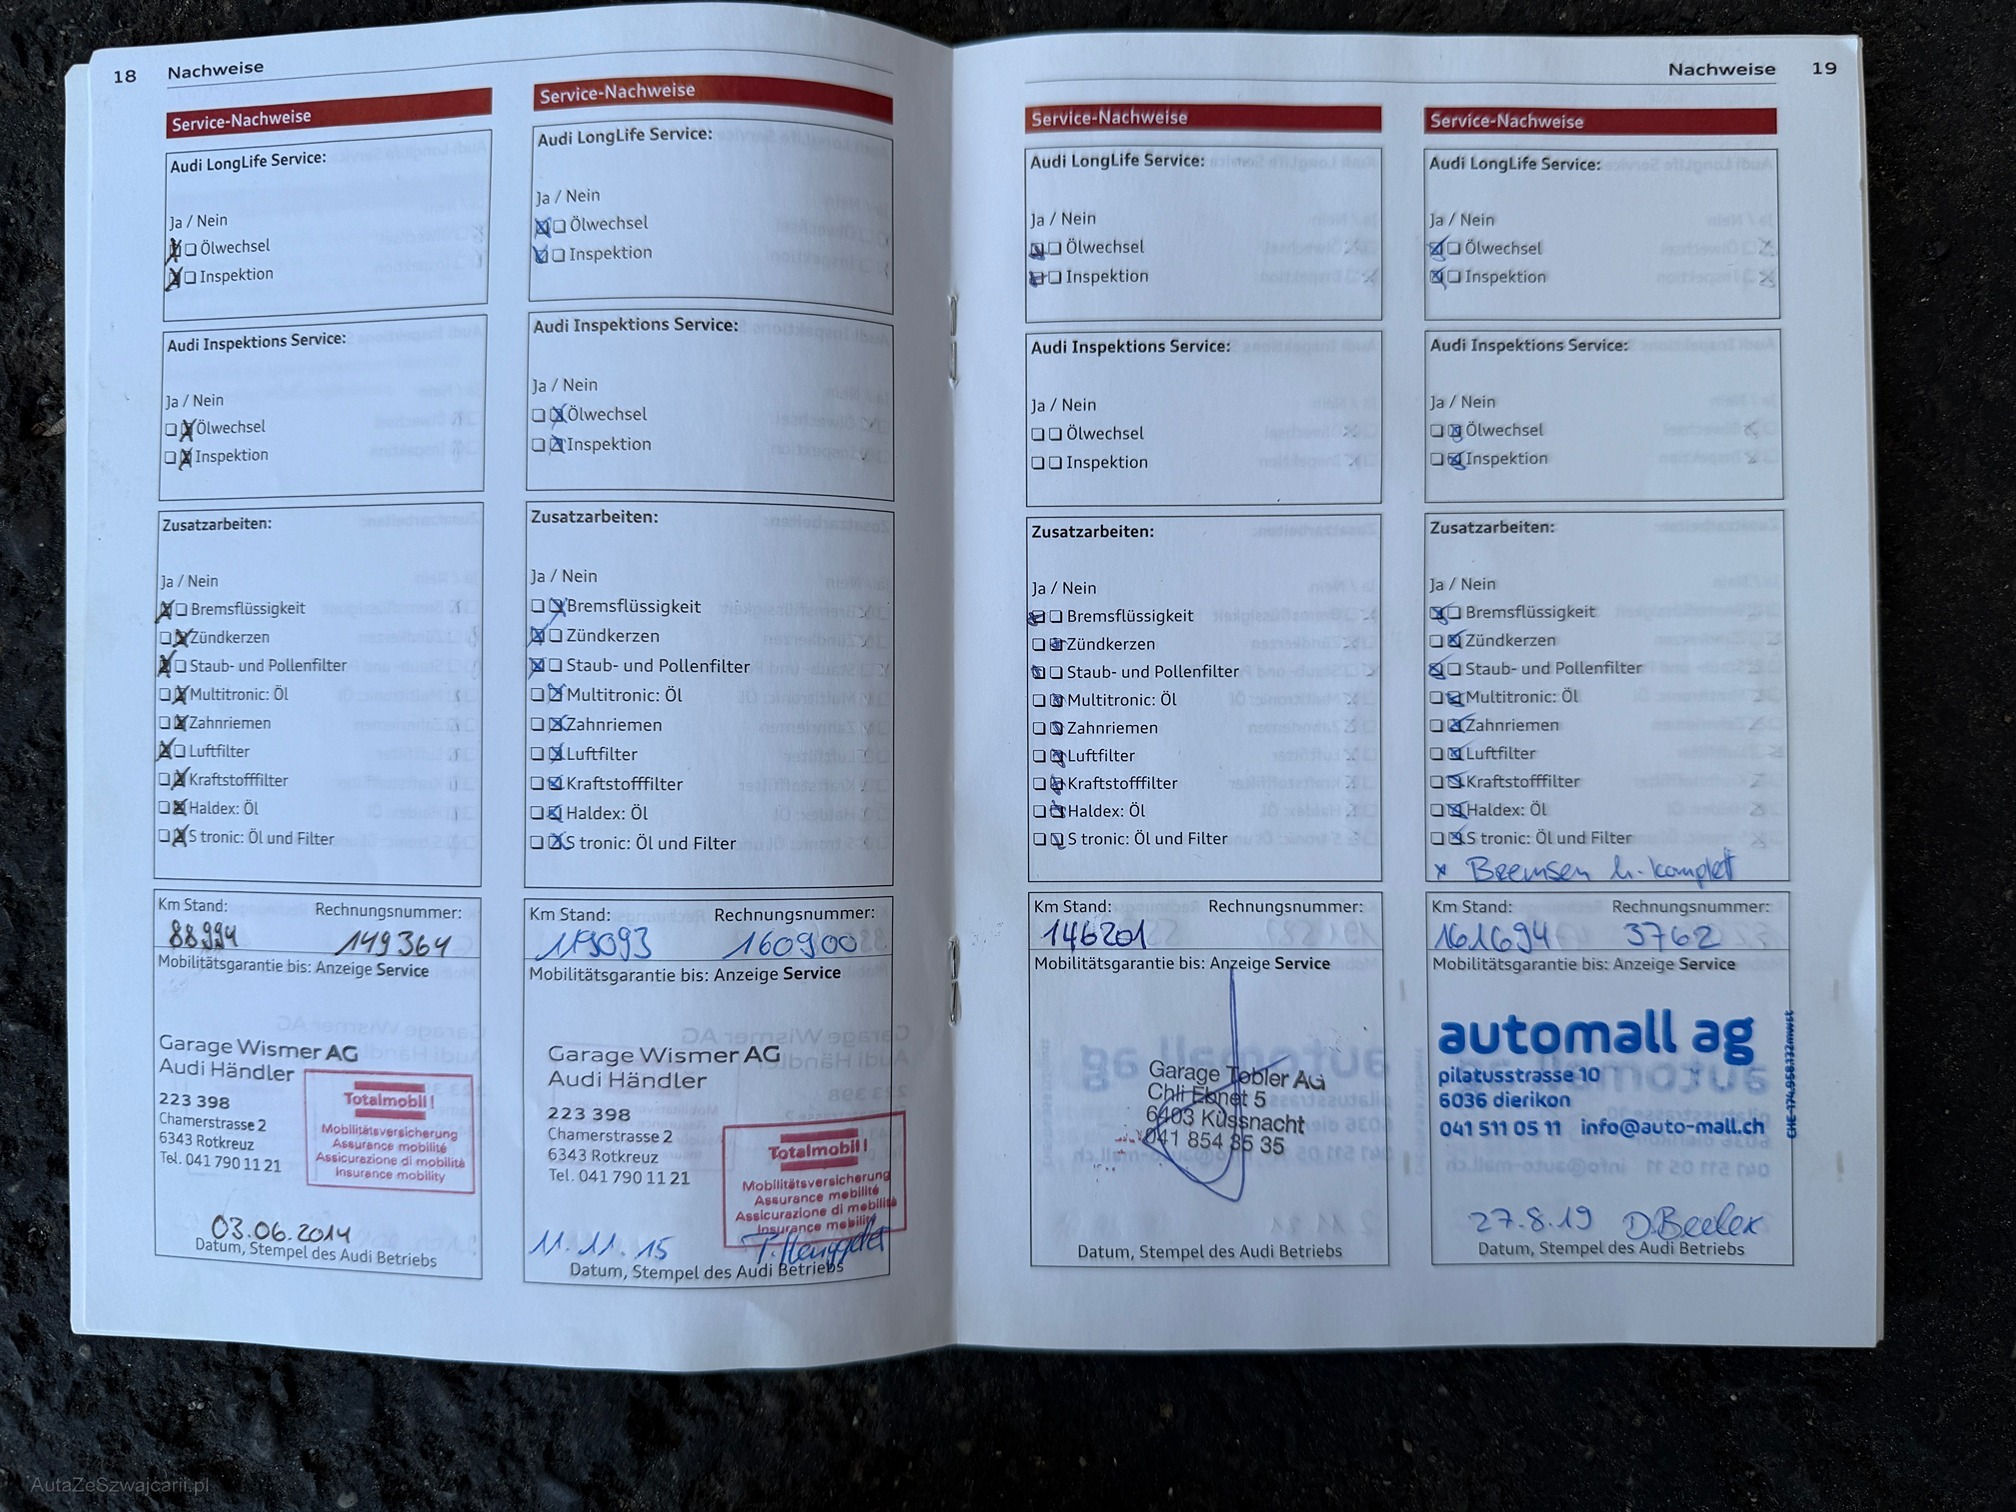 18 Nachweise
Service-Nachweise
Audi LongLife Service:
Ja / Nein
Ölwechsel
Inspektion
Audi Inspektions Service:
Ja / Nein
Ölwechsel
Inspektion
Zusatzarbeiten:
Ja / Nein
Bremsflüssigkeit
Zündkerzen
Staub- und Pollenfilter
Multitronic: Öl
Zahnriemen
Luftfilter
Kraftstofffilter
Haldex: Öl
S tronic: Öl und Filter
Km Stand: Rechnungsnummer:
88994 149364
Mobilitätsgarantie bis: Anzeige Service
Garage Wismer AG
Audi Händler
223 398
Chamerstrasse 2
6343 Rotkreuz
Tel. 041 790 11 21
Totalmobil!
Mobilitätsversicherung
Assurance mobilité
Assicurazione di mobilità
Insurance mobility
03.06.2014
Datum, Stempel des Audi Betriebs
Service-Nachweise
Audi LongLife Service:
Ja / Nein
Ölwechsel
Inspektion
Audi Inspektions Service:
Ja / Nein
Ölwechsel
Inspektion
Zusatzarbeiten:
Ja / Nein
Bremsflüssigkeit
Zündkerzen
Staub- und Pollenfilter
Multitronic: Öl
Zahnriemen
Luftfilter
Kraftstofffilter
Haldex: Öl
S tronic: Öl und Filter
Km Stand: Rechnungsnummer:
119093 160900
Mobilitätsgarantie bis: Anzeige Service
Garage Wismer AG
Audi Händler
223 398
Chamerstrasse 2
6343 Rotkreuz
Tel. 041 790 11 21
Totalmobil!
Mobilitätsversicherung
Assurance mobilité
Assicurazione di mobilità
Insurance mobility
11.11.15
Datum, Stempel des Audi Betriebs
Nachweise 19
Service-Nachweise
Audi LongLife Service:
Ja / Nein
Ölwechsel
Inspektion
Audi Inspektions Service:
Ja / Nein
Ölwechsel
Inspektion
Zusatzarbeiten:
Ja / Nein
Bremsflüssigkeit
Zündkerzen
Staub- und Pollenfilter
Multitronic: Öl
Zahnriemen
Luftfilter
Kraftstofffilter
Haldex: Öl
S tronic: Öl und Filter
Km Stand: Rechnungsnummer:
146201
Mobilitätsgarantie bis: Anzeige Service
Garage Tobler AG
Chli Ebnet 5
6403 Küssnacht
041 854 35 35
Datum, Stempel des Audi Betriebs
Service-Nachweise
Audi LongLife Service:
Ja / Nein
Ölwechsel
Inspektion
Audi Inspektions Service:
Ja / Nein
Ölwechsel
Inspektion
Zusatzarbeiten:
Ja / Nein
Bremsflüssigkeit
Zündkerzen
Staub- und Pollenfilter
Multitronic: Öl
Zahnriemen
Luftfilter
Kraftstofffilter
Haldex: Öl
S tronic: Öl und Filter
x Bremsen h. komplett
Km Stand: Rechnungsnummer:
161694 3762
Mobilitätsgarantie bis: Anzeige Service
automall ag
pilatusstrasse 10
6036 dierikon
041 511 05 11 info@auto-mall.ch
27.8.19 D.Beeler
Datum, Stempel des Audi Betriebs
AutaZeSzwajcarii.pl